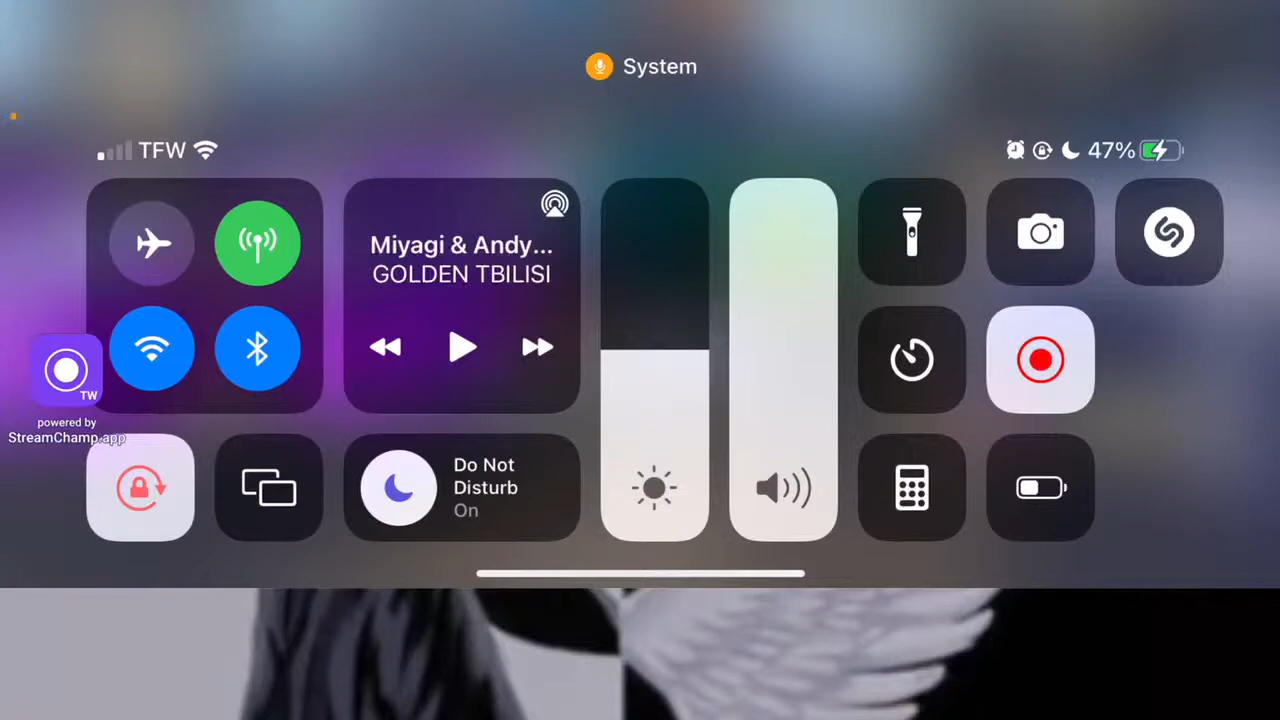 System
TFW
47%
Miyagi & Andy...
GOLDEN TBILISI
TW
powered by
StreamChamp.app
Do Not
Disturb
On